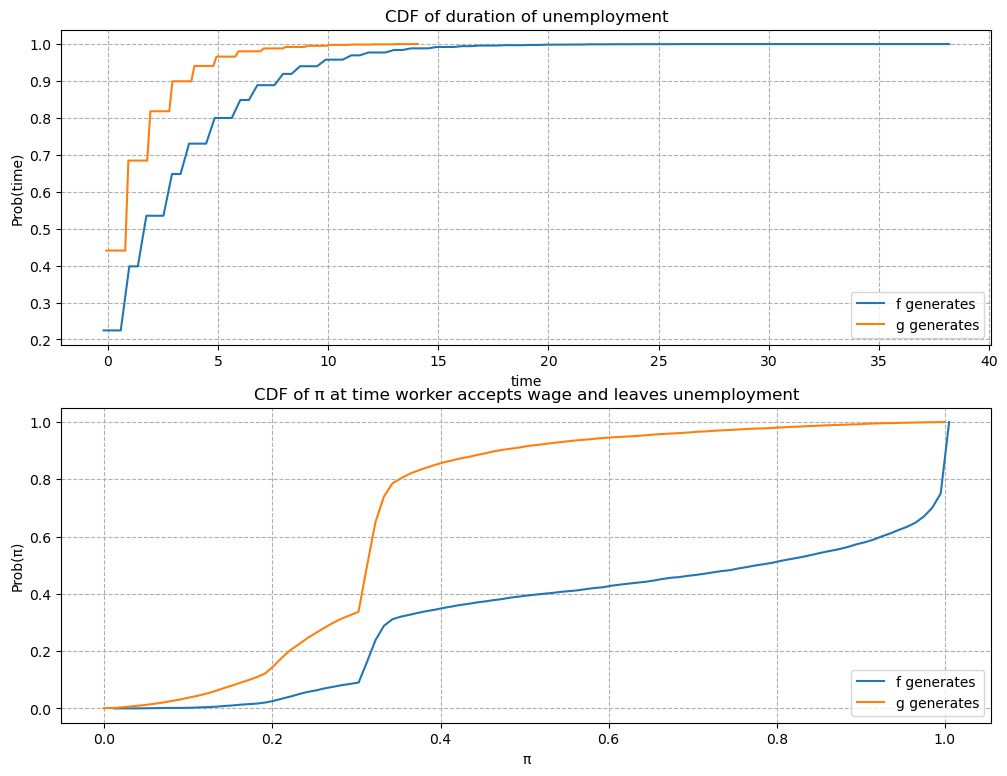 CDF of duration of unemployment
1.0
0.9
0.8
0.7
0.6
0.5
0.4
0.3
0.2
Prob(time)
f generates
g generates
0 5 10 15 20 25 30 35 40
time
CDF of π at time worker accepts wage and leaves unemployment
1.0
0.8
0.6
0.4
0.2
0.0
Prob(π)
f generates
g generates
0.0 0.2 0.4 0.6 0.8 1.0
π